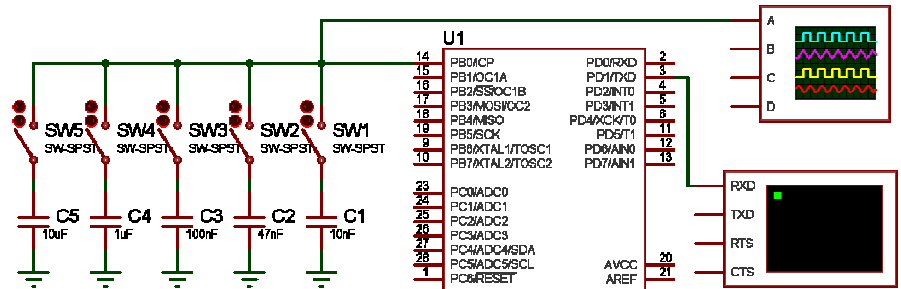 U1
14 PB0/ICP PD0/RXD 2
15 PB1/OC1A PD1/TXD 3
16 PB2/SS/OC1B PD2/INT0 4
17 PB3/MOSI/OC2 PD3/INT1 5
18 PB4/MISO PD4/XCK/T0 6
19 PB5/SCK PD5/T1 11
9 PB6/XTAL1/TOSC1 PD6/AIN0 12
10 PB7/XTAL2/TOSC2 PD7/AIN1 13
23 PC0/ADC0
24 PC1/ADC1
25 PC2/ADC2
26 PC3/ADC3
27 PC4/ADC4/SDA
28 PC5/ADC5/SCL AVCC 20
1 PC6/RESET AREF 21
SW5 SW4 SW3 SW2 SW1
SW-SPST SW-SPST SW-SPST SW-SPST SW-SPST
C5 C4 C3 C2 C1
10uF 1uF 100nF 47nF 10nF
A
B
C
D
RXD
TXD
RTS
CTS